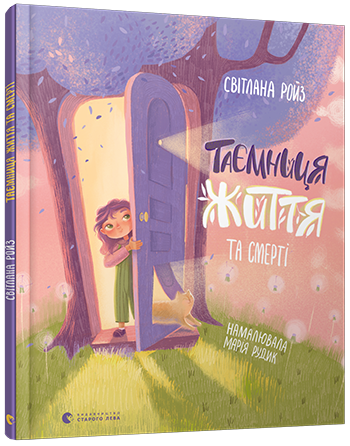 ТАЄМНИЦЯ ЖИТТЯ ТА СМЕРТІ
СВІТЛАНА РОЙЗ
СВІТЛАНА РОЙЗ
ТАЄМНИЦЯ
ЖИТТЯ
ТА СМЕРТІ
НАМАЛЮВАЛА
МАРІЯ РУДИК
ВИДАВНИЦТВО
СТАРОГО ЛЕВА